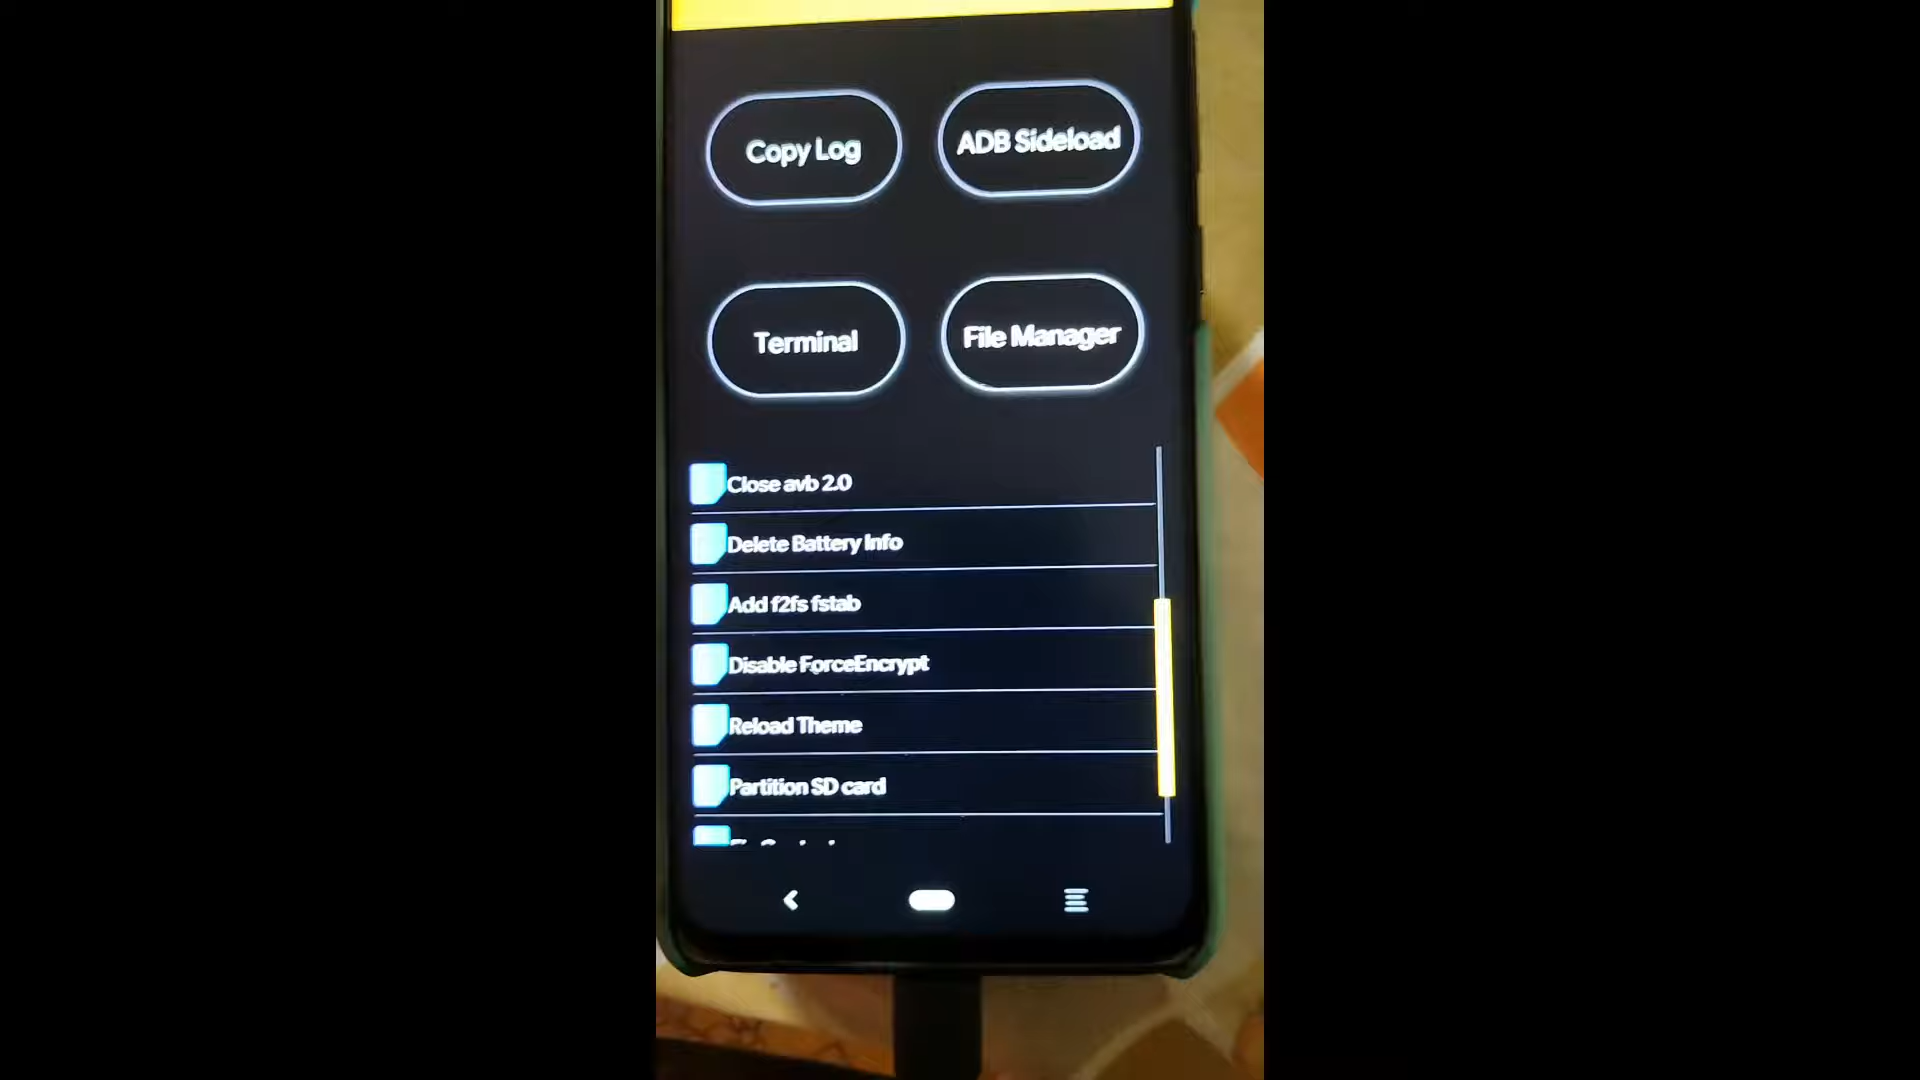 Copy Log
ADB Sideload
Terminal
File Manager
Close avb 2.0
Delete Battery Info
Add f2fs fstab
Disable ForceEncrypt
Reload Theme
Partition SD card